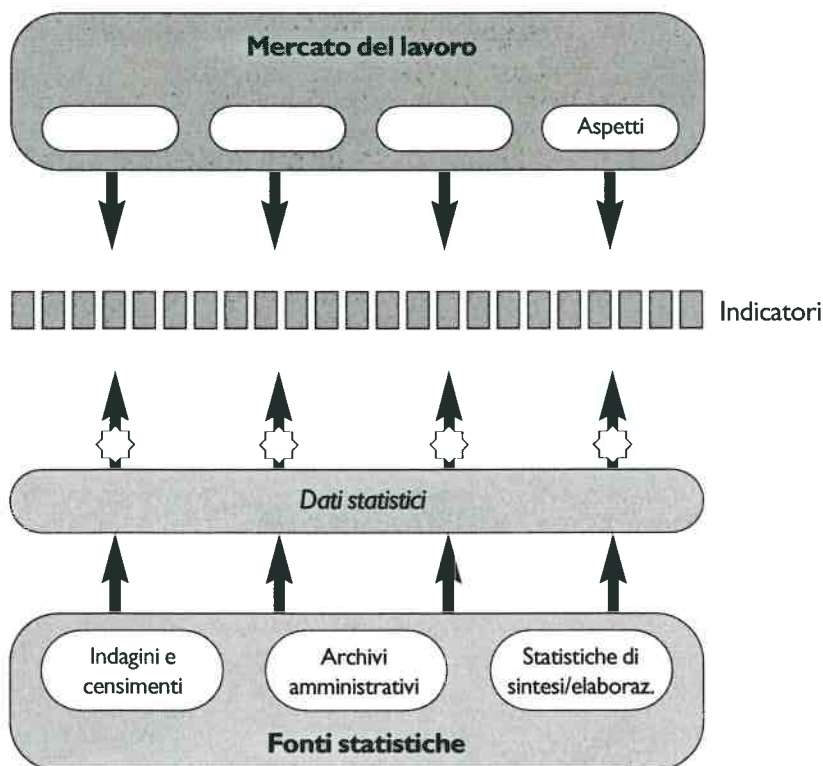 Mercato del lavoro
Aspetti
Indicatori
Dati statistici
Indagini e
censimenti
Archivi
amministrativi
Statistiche di
sintesi/elaboraz.
Fonti statistiche